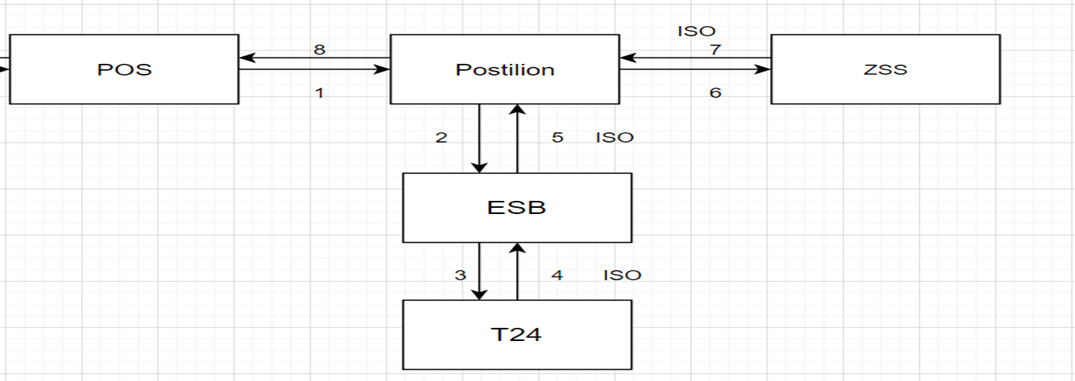 ISO
8
7
POS
Postilion
ZSS
1
6
2
5 ISO
ESB
3
4 ISO
T24